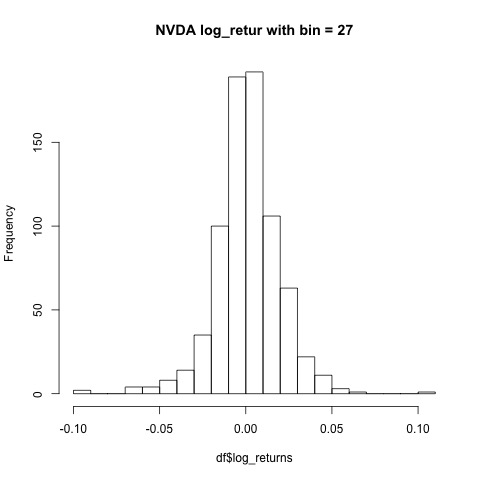 NVDA log_retur with bin = 27
Frequency
150
100
50
0
-0.10 -0.05 0.00 0.05 0.10
df$log_returns